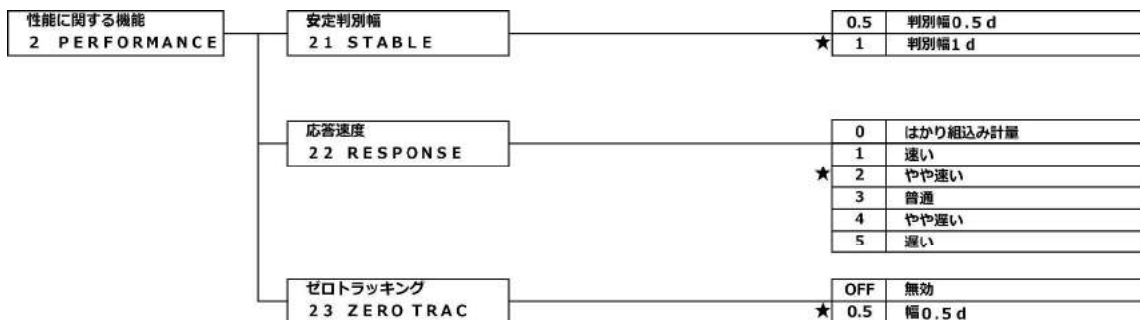 性能に関する機能
2 PERFORMANCE
安定判別幅
21 STABLE
0.5 判別幅0.5d
★ 1 判別幅1d
応答速度
22 RESPONSE
0 はかり組込み計量
1 速い
★ 2 やや速い
3 普通
4 やや遅い
5 遅い
ゼロトラッキング
23 ZERO TRAC
OFF 無効
★ 0.5 幅0.5d